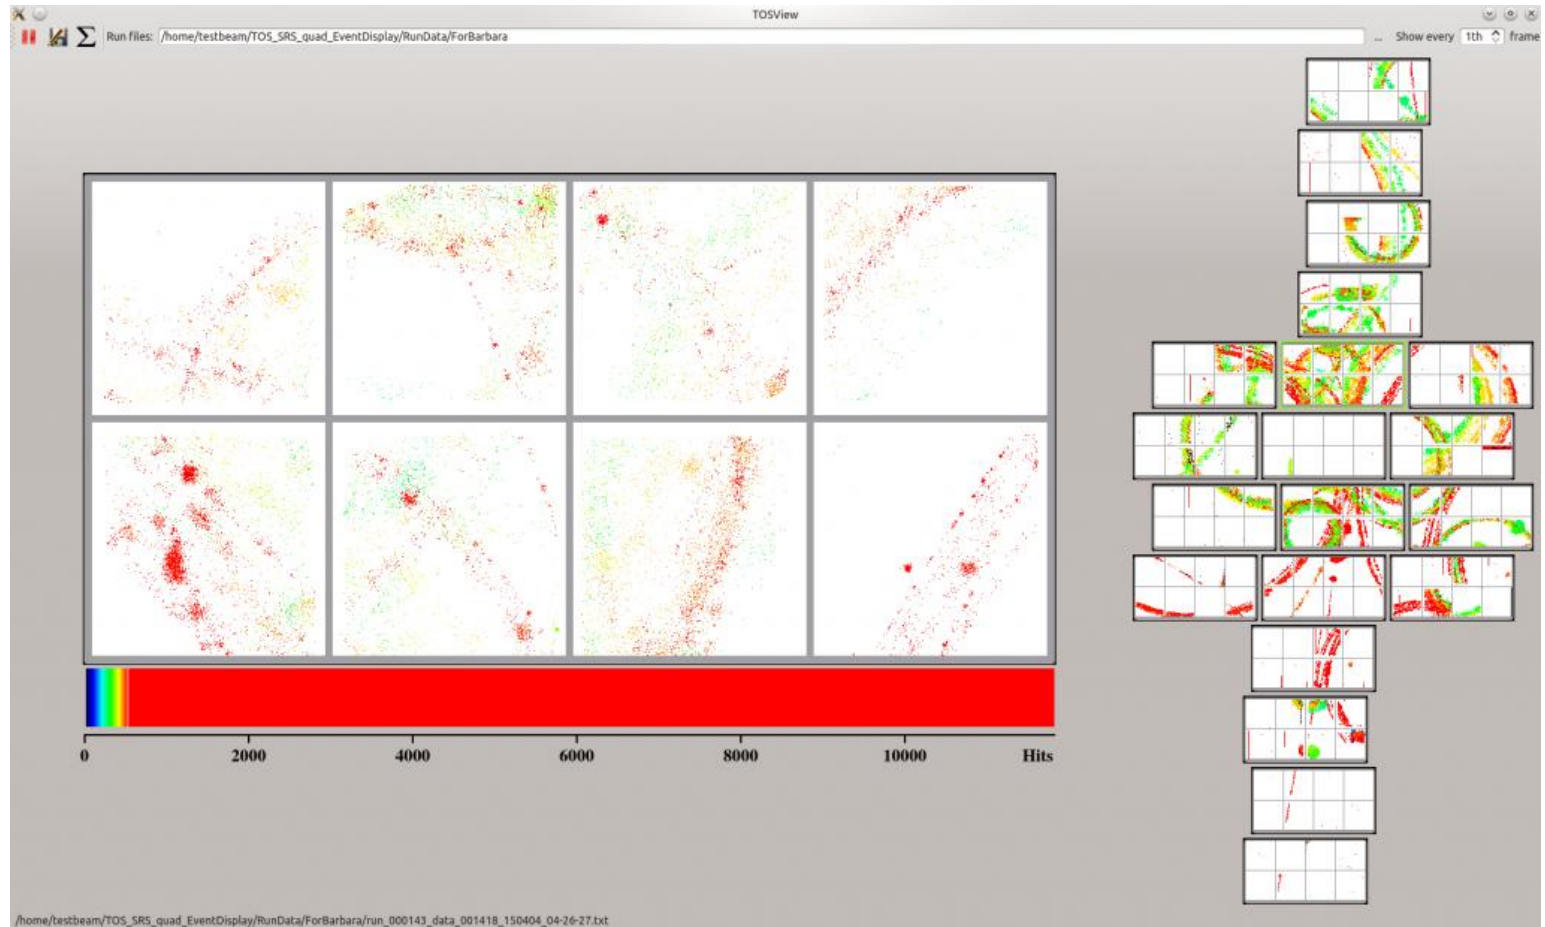 TOSView
Run files: /home/testbeam/TOS_SRS_quad_EventDisplay/RunData/ForBarbara ... Show every 1th frame
0 2000 4000 6000 8000 10000 Hits
/home/testbeam/TOS_SRS_quad_EventDisplay/RunData/ForBarbara/run_000143_data_001418_150404_04-26-27.txt